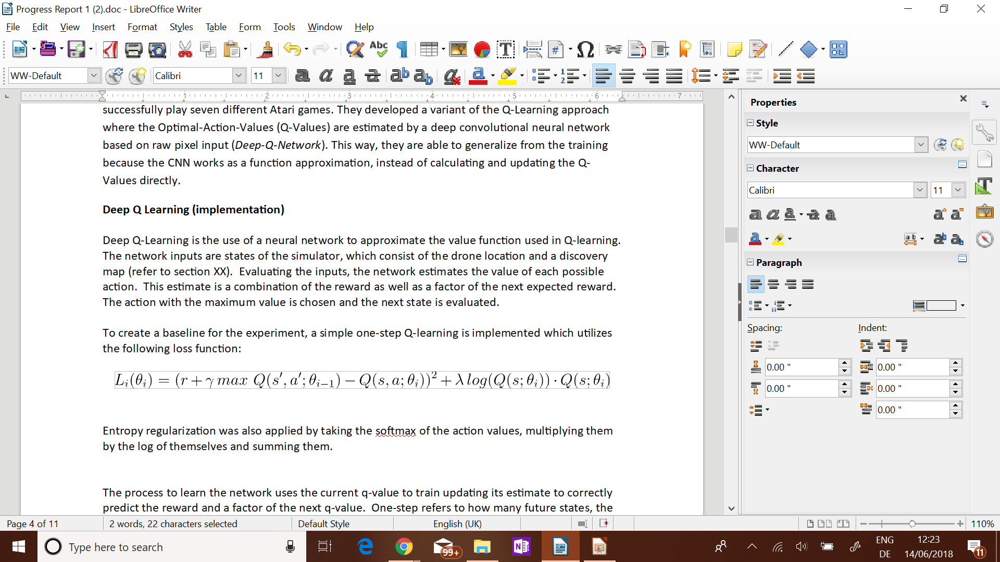 Progress Report 1 (2).doc - LibreOffice Writer
File Edit View Insert Format Styles Table Form Tools Window Help
WW-Default Calibri 11
1 2 3 4 5 6 7
successfully play seven different Atari games. They developed a variant of the Q-Learning approach
where the Optimal-Action-Values (Q-Values) are estimated by a deep convolutional neural network
based on raw pixel input (Deep-Q-Network). This way, they are able to generalize from the training
because the CNN works as a function approximation, instead of calculating and updating the Q-
Values directly.
Deep Q Learning (implementation)
Deep Q-Learning is the use of a neural network to approximate the value function used in Q-learning.
The network inputs are states of the simulator, which consist of the drone location and a discovery
map (refer to section XX).  Evaluating the inputs, the network estimates the value of each possible
action.  This estimate is a combination of the reward as well as a factor of the next expected reward.
The action with the maximum value is chosen and the next state is evaluated.
To create a baseline for the experiment, a simple one-step Q-learning is implemented which utilizes
the following loss function:
L_i(θ_i) = (r + γ max Q(s′, a′; θ_{i−1}) − Q(s, a; θ_i))² + λ log(Q(s; θ_i)) · Q(s; θ_i)
Entropy regularization was also applied by taking the softmax of the action values, multiplying them
by the log of themselves and summing them.
The process to learn the network uses the current q-value to train updating its estimate to correctly
predict the reward and a factor of the next q-value.  One-step refers to how many future states, the
Properties
Style
WW-Default
Character
Calibri 11
Paragraph
Spacing: Indent:
0.00 " 0.00 "
0.00 " 0.00 "
0.00 "
Page 4 of 11 2 words, 22 characters selected Default Style English (UK) 110%
Type here to search 99+ ENG 12:23
DE 14/06/2018 11